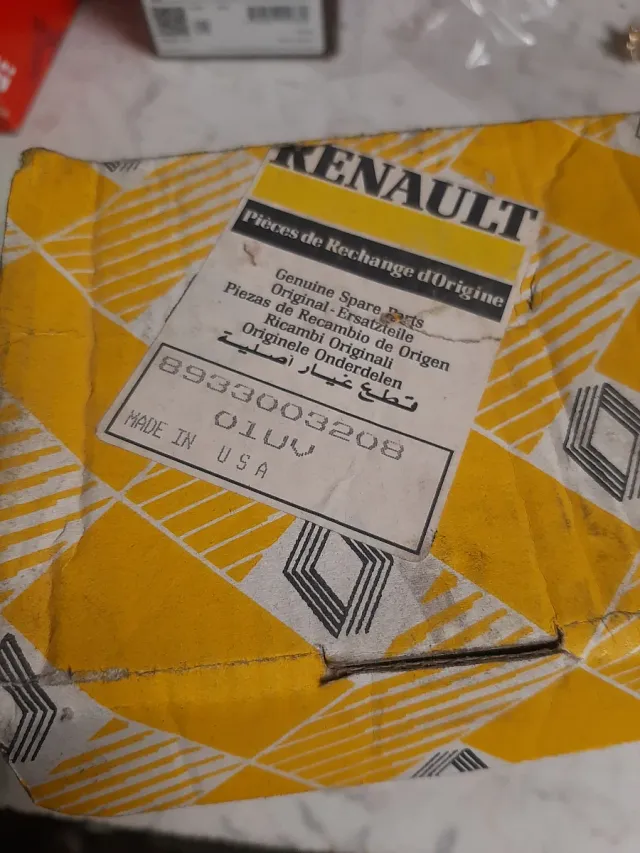 RENAULT
Pièces de Rechange d'Origine
Genuine Spare Parts
Original-Ersatzteile
Piezas de Recambio de Origen
Ricambi Originali
Originele Onderdelen
قطع غيار أصلية
8933003208
01UV
MADE IN USA